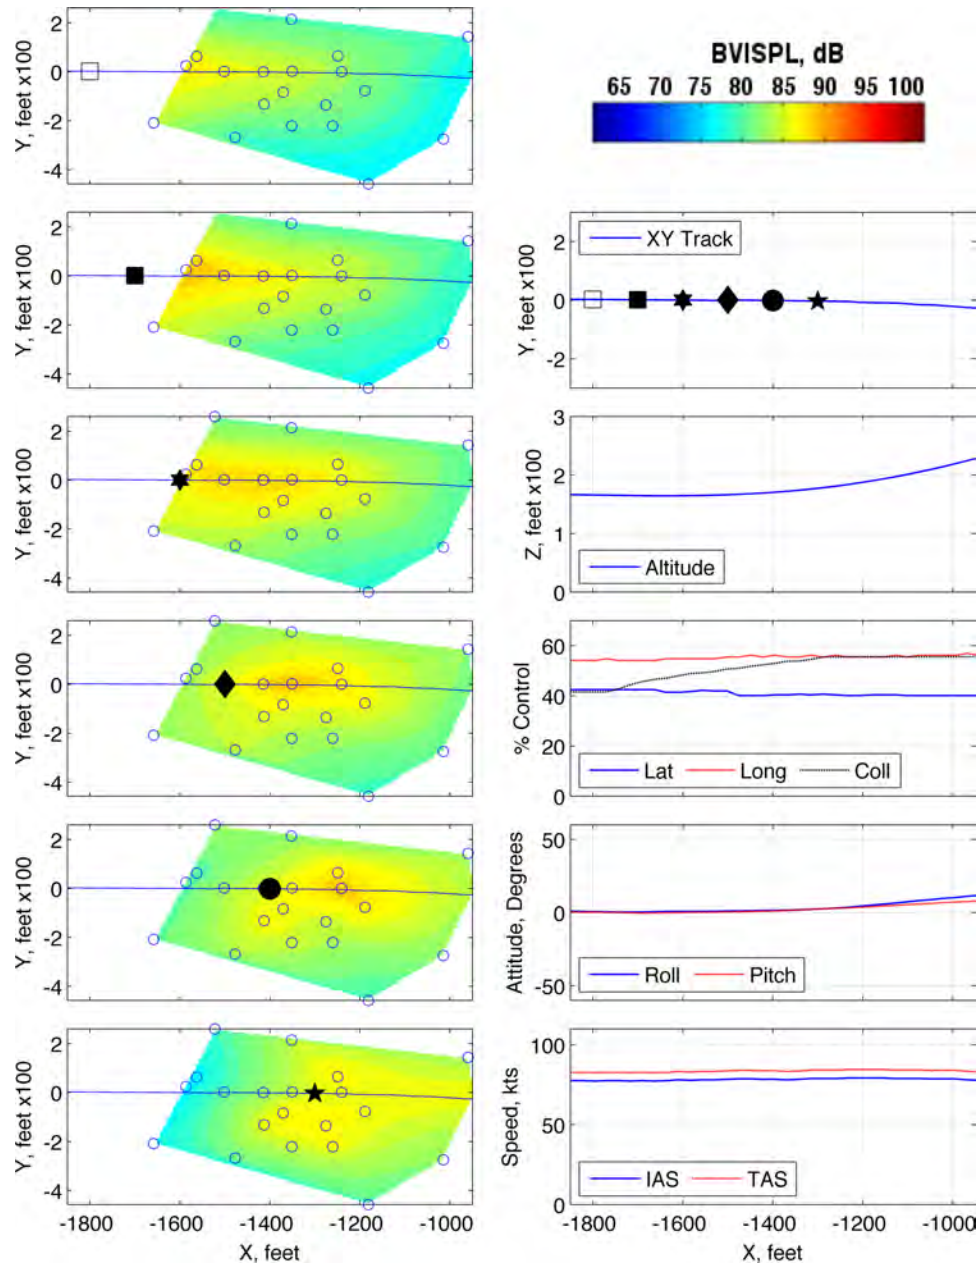 BVISPL, dB
65 70 75 80 85 90 95 100
Y, feet x100
2
0
-2
-4
Y, feet x100
2
0
-2
-4
XY Track
Y, feet x100
2
0
-2
Y, feet x100
2
0
-2
-4
Z, feet x100
3
2
1
0
Altitude
Y, feet x100
2
0
-2
-4
% Control
60
40
20
0
Lat Long Coll
Y, feet x100
2
0
-2
-4
Attitude, Degrees
50
0
-50
Roll Pitch
Y, feet x100
2
0
-2
-4
-1800 -1600 -1400 -1200 -1000
X, feet
Speed, kts
100
50
0
IAS TAS
-1800 -1600 -1400 -1200 -1000
X, feet